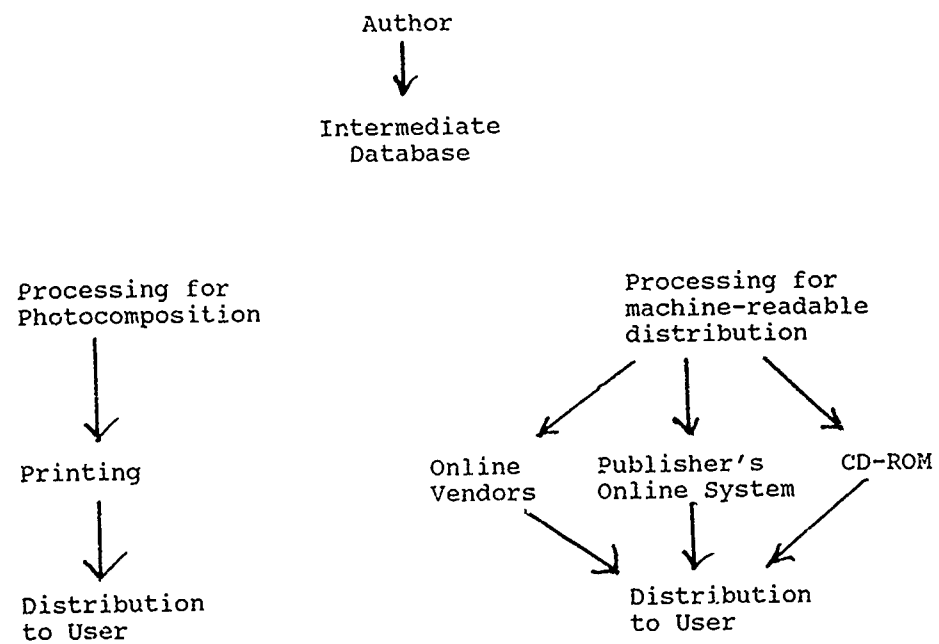 Author
Intermediate
Database
Processing for
Photocomposition
Processing for
machine-readable
distribution
Printing
Online
Vendors
Publisher's
Online System
CD-ROM
Distribution
to User
Distribution
to User